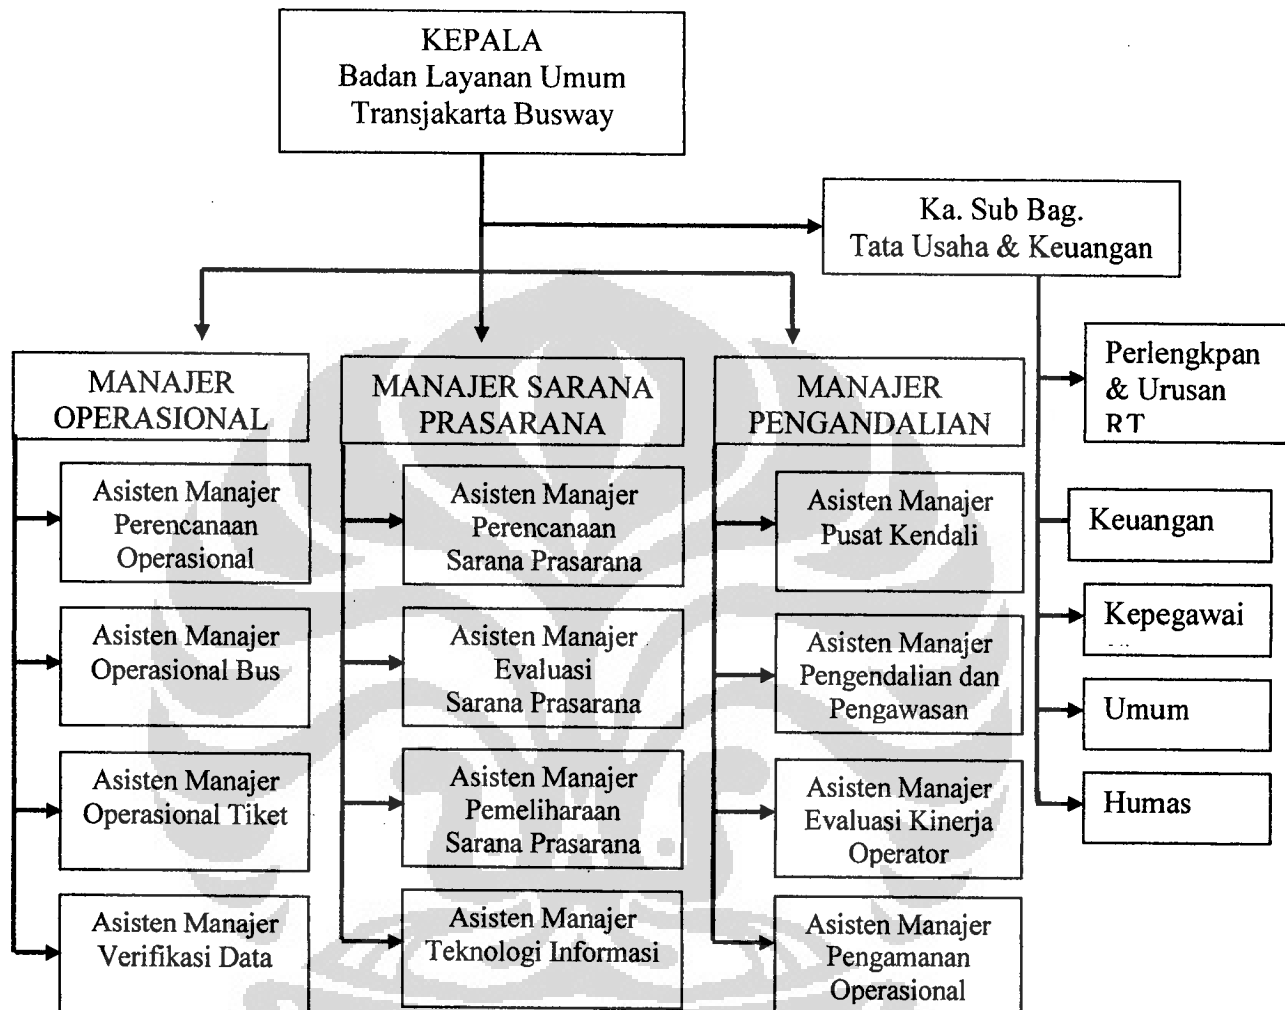 KEPALA
Badan Layanan Umum
Transjakarta Busway
Ka. Sub Bag.
Tata Usaha & Keuangan
MANAJER
OPERASIONAL
MANAJER SARANA
PRASARANA
MANAJER
PENGANDALIAN
Perlengkpan
& Urusan
RT
Asisten Manajer
Perencanaan
Operasional
Asisten Manajer
Operasional Bus
Asisten Manajer
Operasional Tiket
Asisten Manajer
Verifikasi Data
Asisten Manajer
Perencanaan
Sarana Prasarana
Asisten Manajer
Evaluasi
Sarana Prasarana
Asisten Manajer
Pemeliharaan
Sarana Prasarana
Asisten Manajer
Teknologi Informasi
Asisten Manajer
Pusat Kendali
Asisten Manajer
Pengendalian dan
Pengawasan
Asisten Manajer
Evaluasi Kinerja
Operator
Asisten Manajer
Pengamanan
Operasional
Keuangan
Kepegawai
Umum
Humas